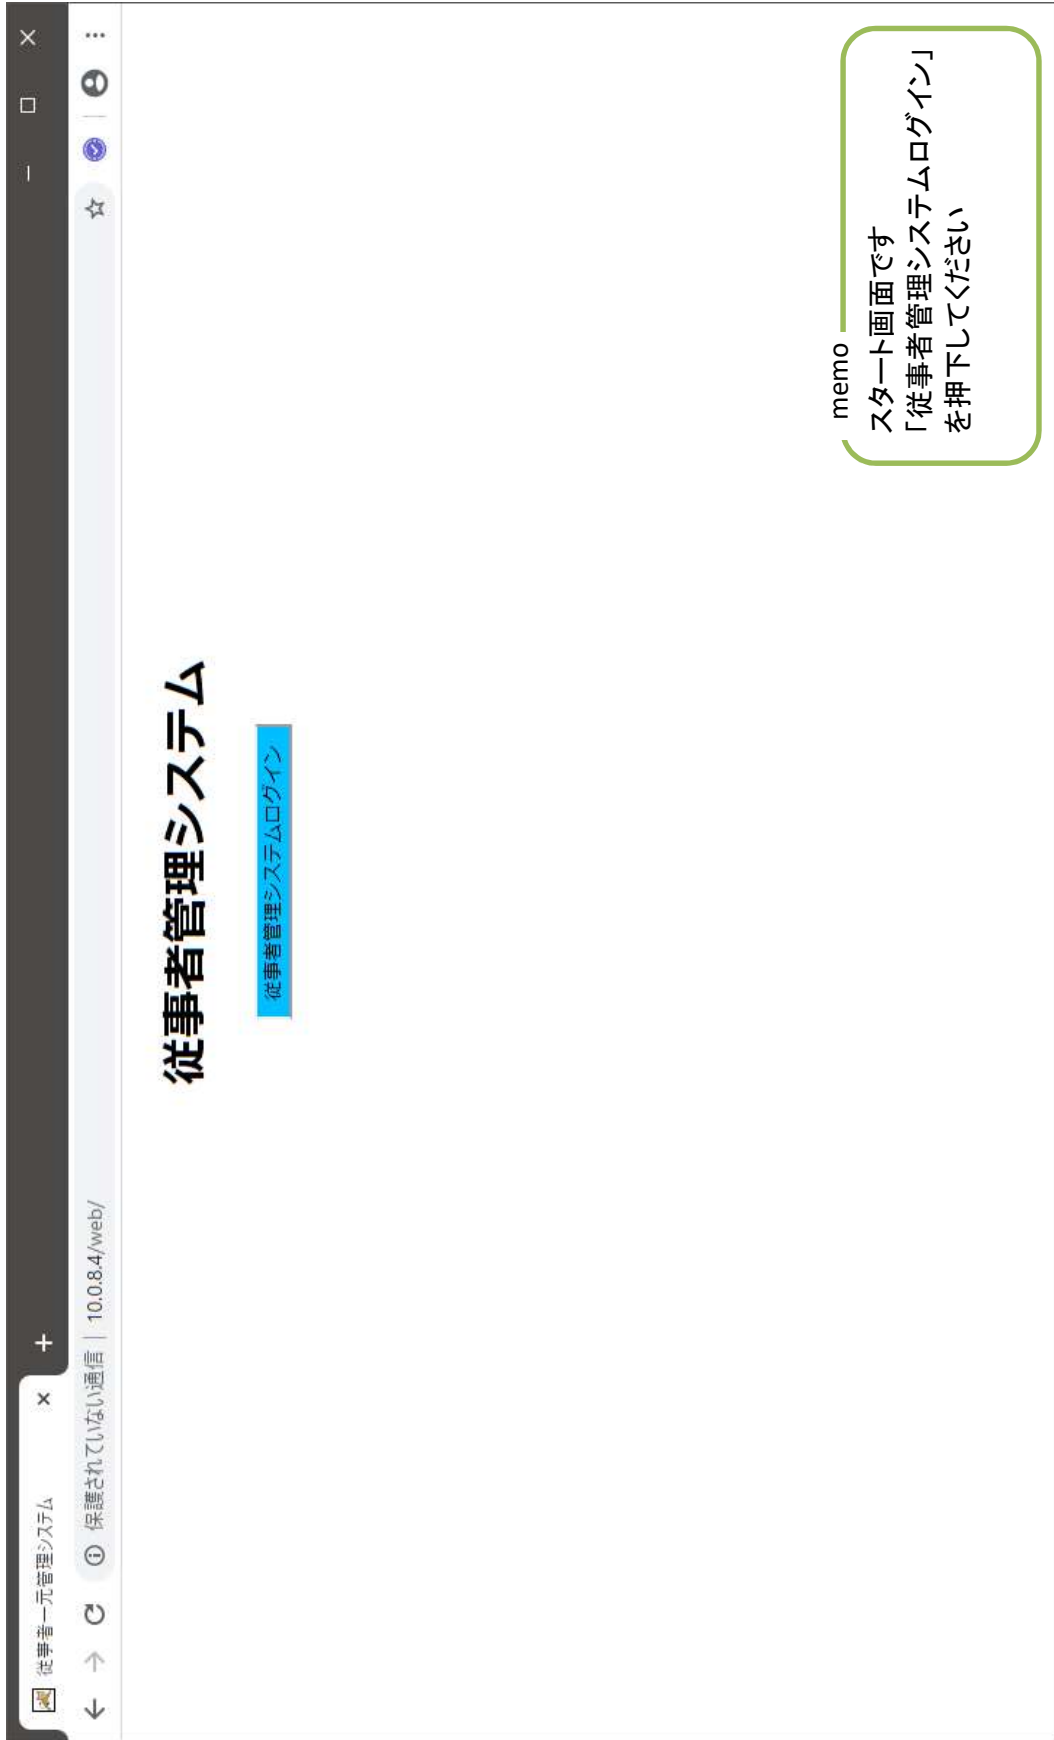 従事者一元管理システム
保護されていない通信 | 10.0.8.4/web/
従事者管理システム
従事者管理システムログイン
memo
スタート画面です
「従事者管理システムログイン」
を押下してください